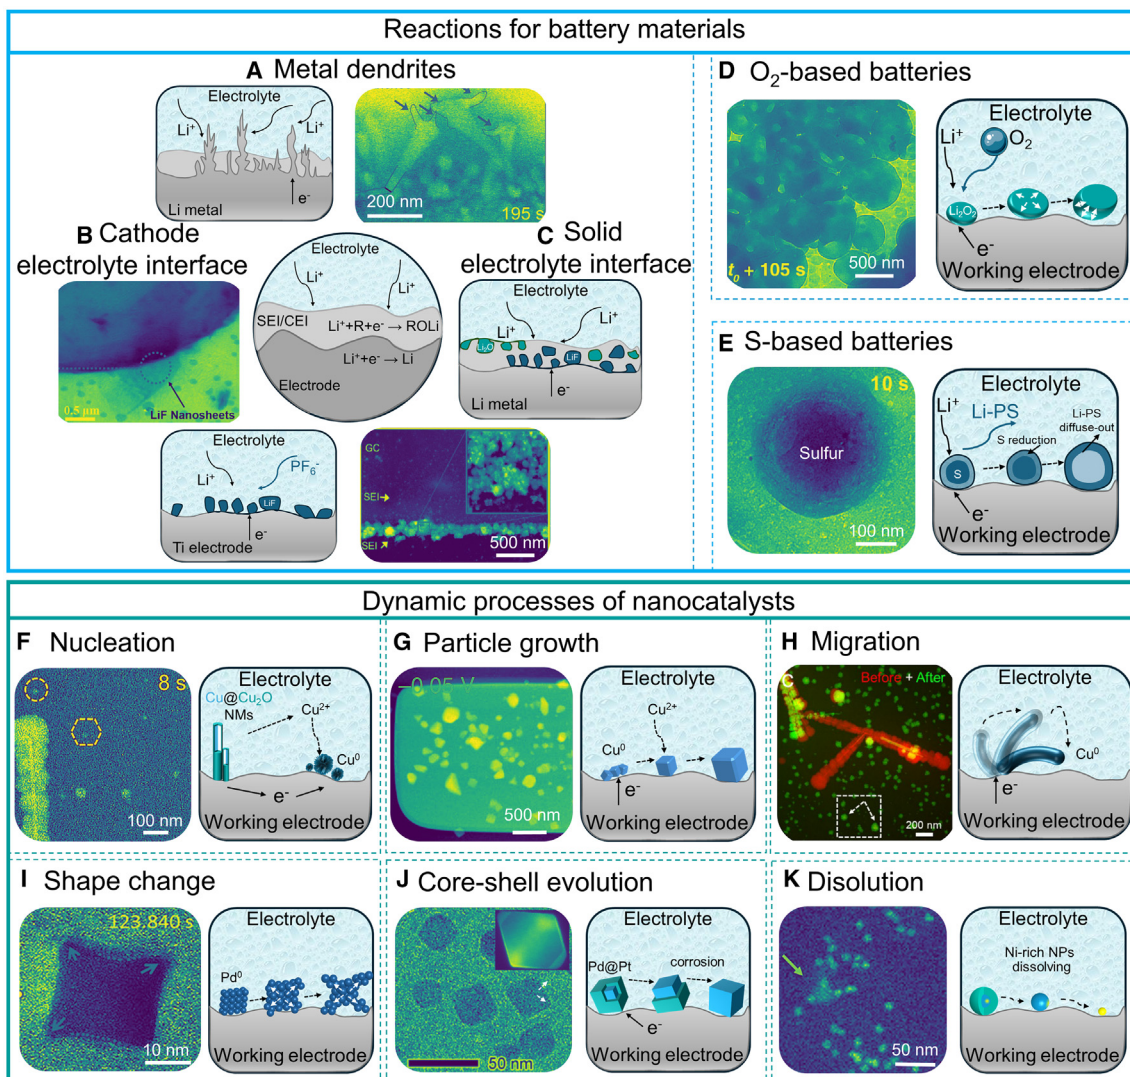 Reactions for battery materials
A Metal dendrites
Electrolyte
Li⁺
Li⁺
e⁻
Li metal
200 nm
195 s
B Cathode
electrolyte interface
0.5 µm
LiF Nanosheets
Electrolyte
Li⁺
Li⁺
SEI/CEI
Li⁺+R+e⁻ → ROLi
Li⁺+e⁻ → Li
Electrode
C Solid
electrolyte interface
Electrolyte
Li⁺
Li⁺
Li₂O
LiF
e⁻
Li metal
Electrolyte
Li⁺
PF₆⁻
LiF
e⁻
Ti electrode
GC
SEI
SEI
500 nm
D O₂-based batteries
t₀ + 105 s
500 nm
Electrolyte
Li⁺
O₂
Li₂O₂
e⁻
Working electrode
E S-based batteries
10 s
Sulfur
100 nm
Electrolyte
Li⁺
Li-PS
Li-PS
diffuse-out
S reduction
S
e⁻
Working electrode
Dynamic processes of nanocatalysts
F Nucleation
8 s
100 nm
Electrolyte
Cu@Cu₂O
NMs
Cu²⁺
Cu⁰
e⁻
Working electrode
G Particle growth
−0.05 V
500 nm
Electrolyte
Cu²⁺
Cu⁰
e⁻
Working electrode
H Migration
C
Before + After
200 nm
Electrolyte
Cu⁰
e⁻
Working electrode
I Shape change
123.840 s
10 nm
Electrolyte
Pd⁰
Working electrode
J Core-shell evolution
50 nm
Electrolyte
Pd@Pt
corrosion
e⁻
Working electrode
K Disolution
50 nm
Electrolyte
Ni-rich NPs
dissolving
Working electrode